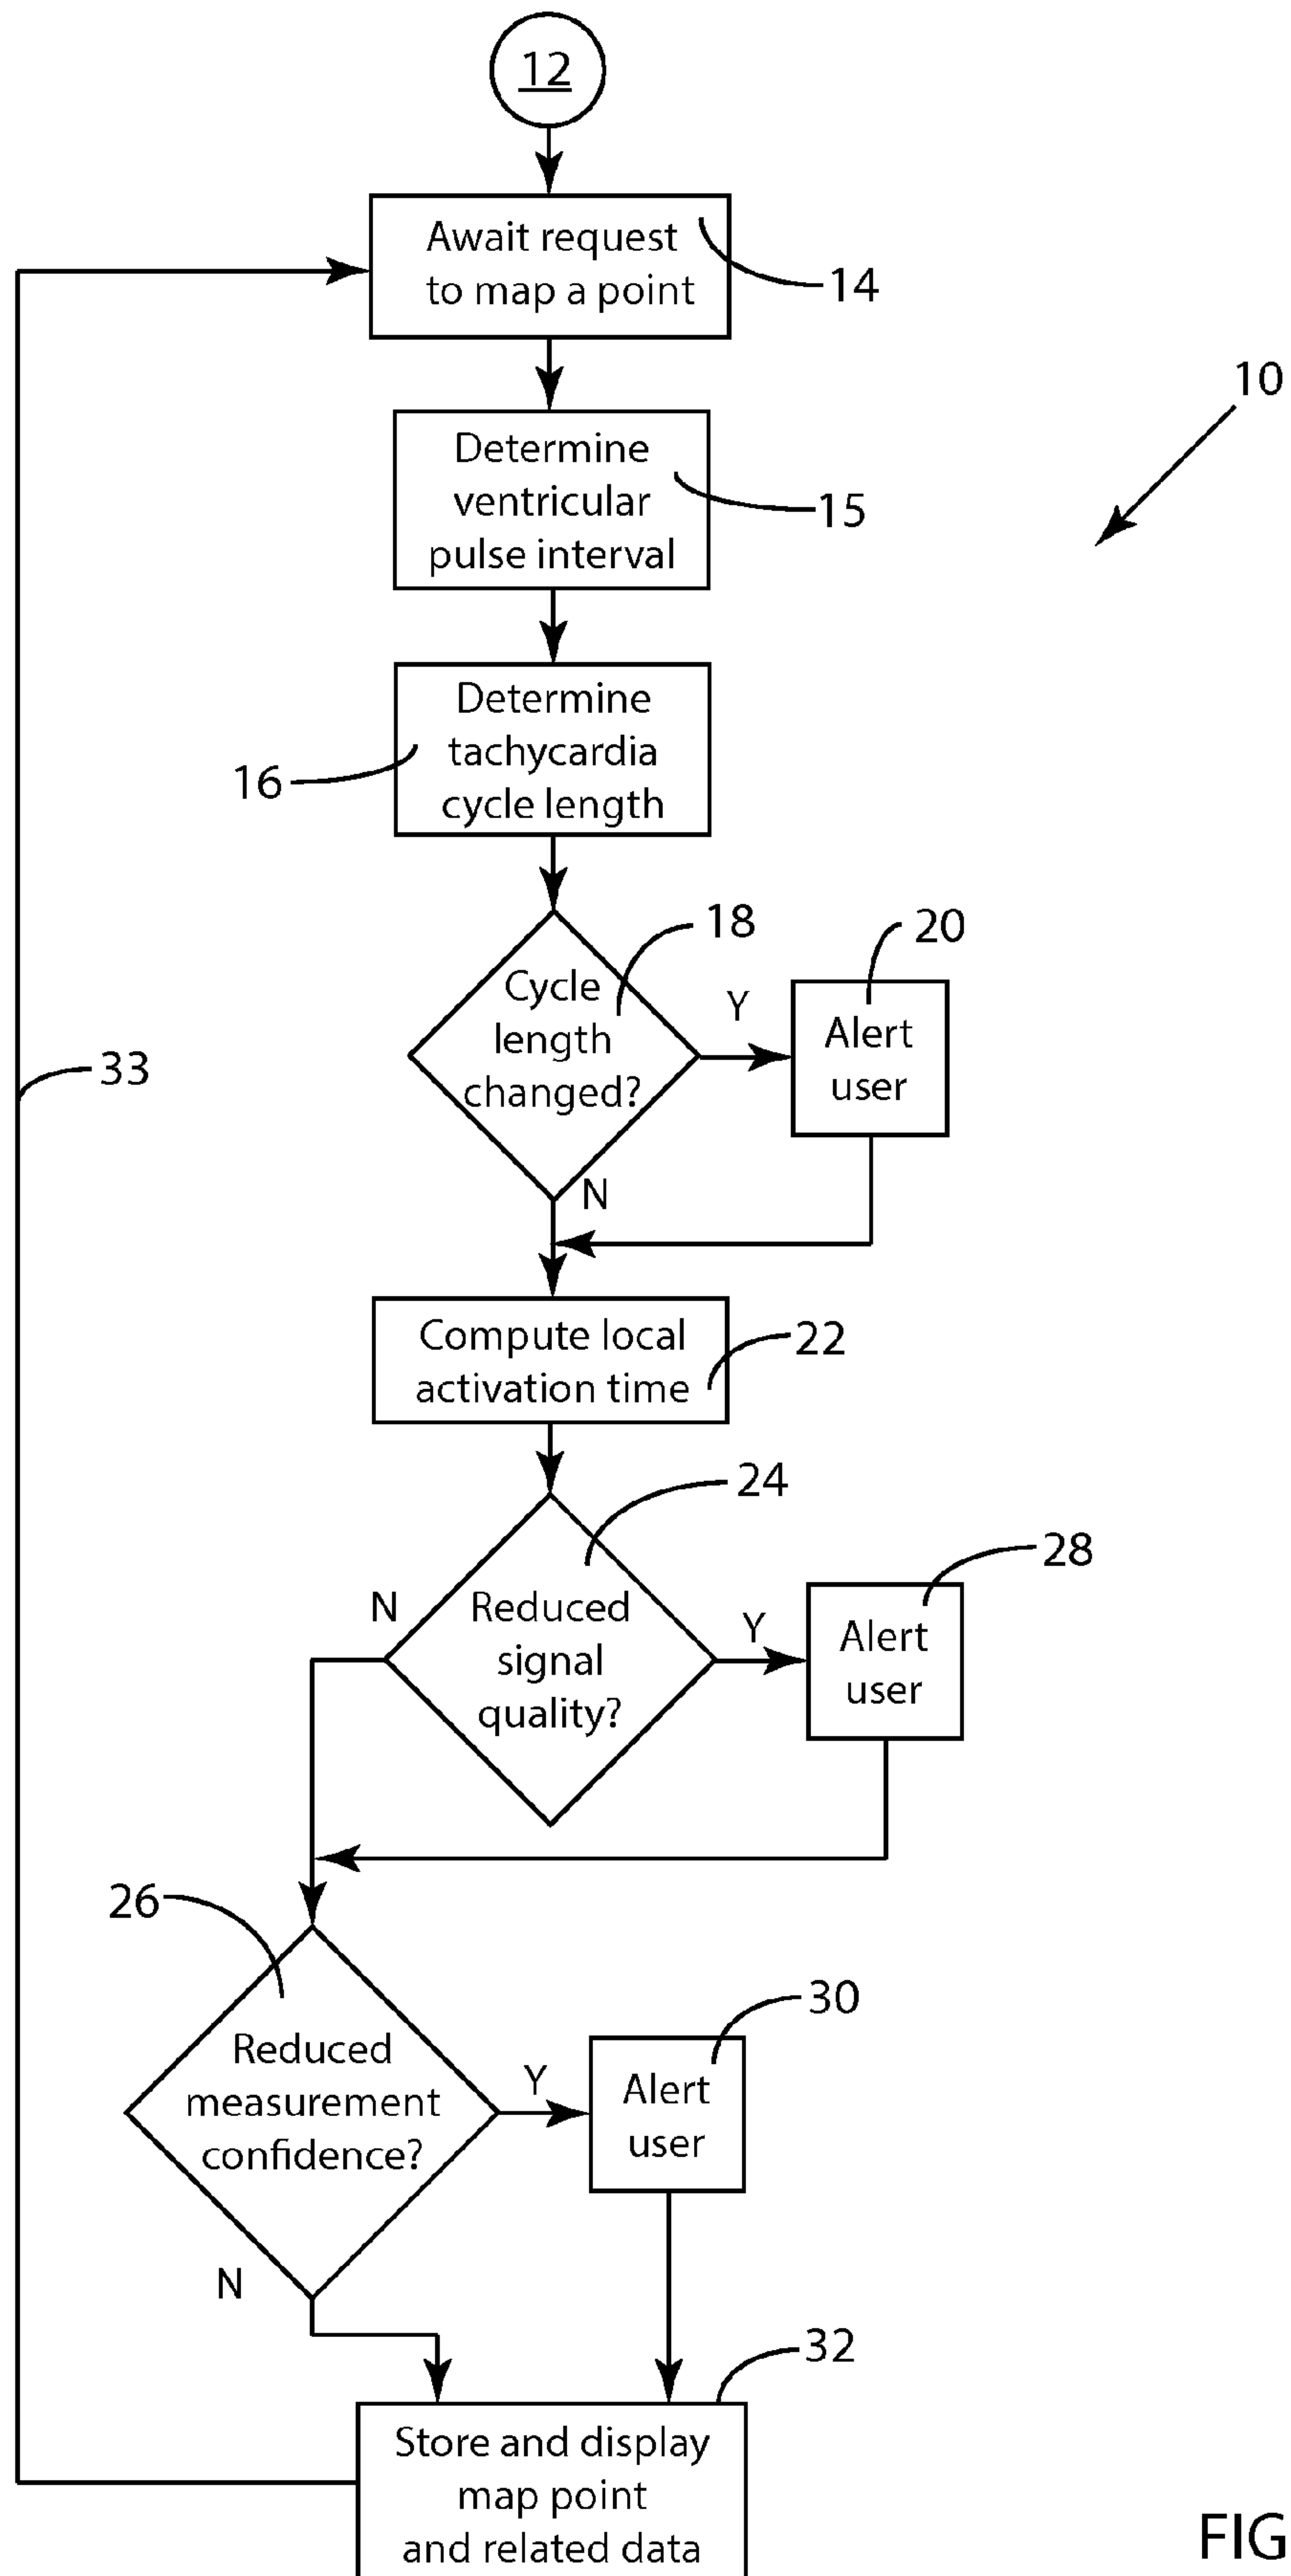 12
Await request
to map a point
14
10
Determine
ventricular
pulse interval
15
Determine
tachycardia
cycle length
16
18
20
Cycle
length
changed?
Y
Alert
user
33
N
Compute local
activation time
22
24
28
N
Reduced
signal
quality?
Y
Alert
user
26
30
Reduced
measurement
confidence?
Y
Alert
user
N
32
Store and display
map point
and related data
FIG